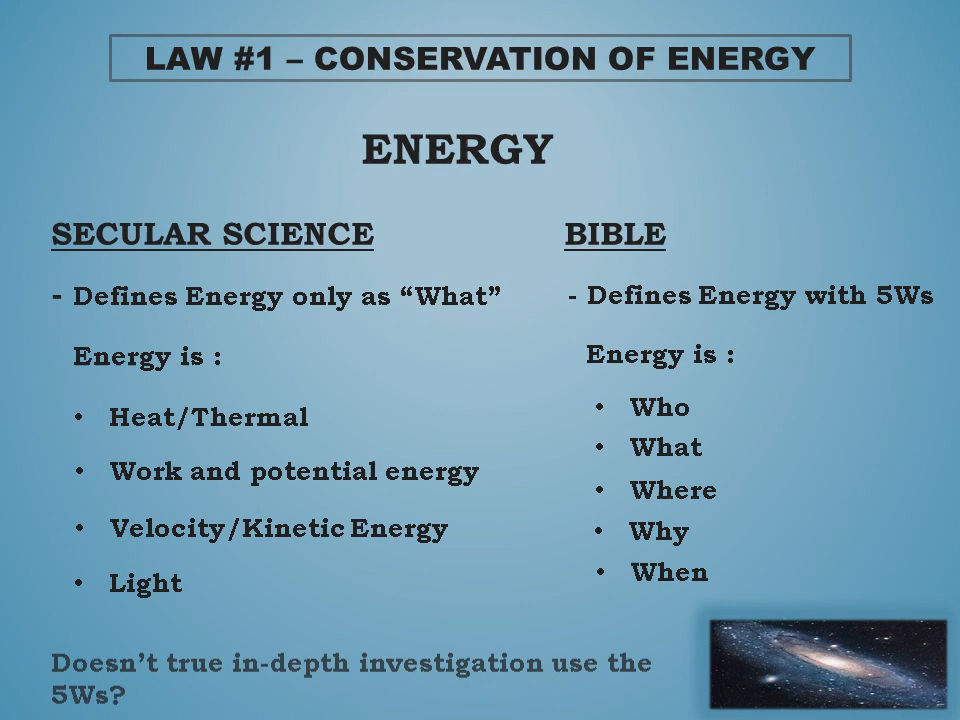 LAW #1 – CONSERVATION OF ENERGY
ENERGY
SECULAR SCIENCE
- Defines Energy only as “What”
Energy is :
• Heat/Thermal
• Work and potential energy
• Velocity/Kinetic Energy
• Light
BIBLE
- Defines Energy with 5Ws
Energy is :
• Who
• What
• Where
• Why
• When
Doesn’t true in-depth investigation use the
5Ws?